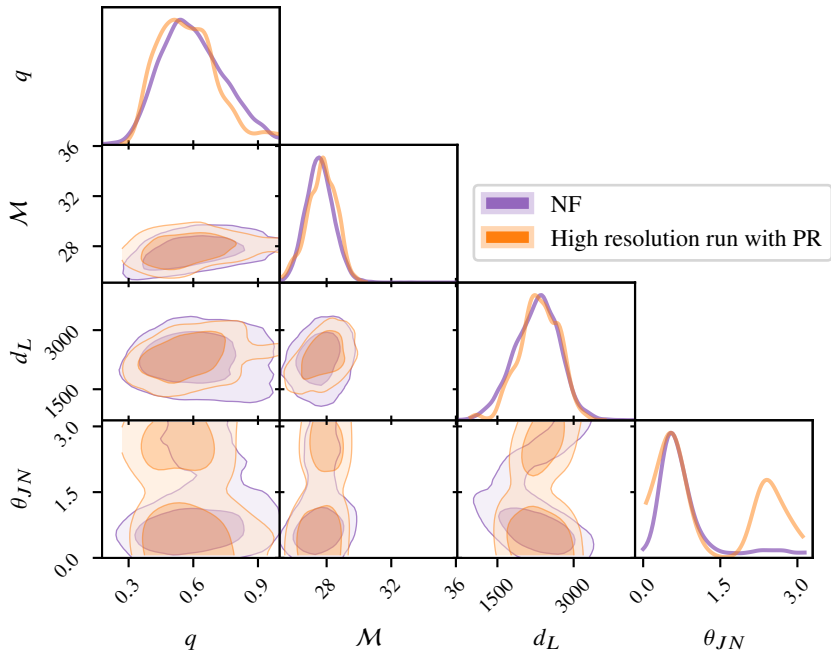 q
36
32
28
ℳ
NF
High resolution run with PR
3000
1500
d_L
3.0
1.5
0.0
θ_JN
0.3 0.6 0.9 28 32 36 1500 3000 0.0 1.5 3.0
q ℳ d_L θ_JN